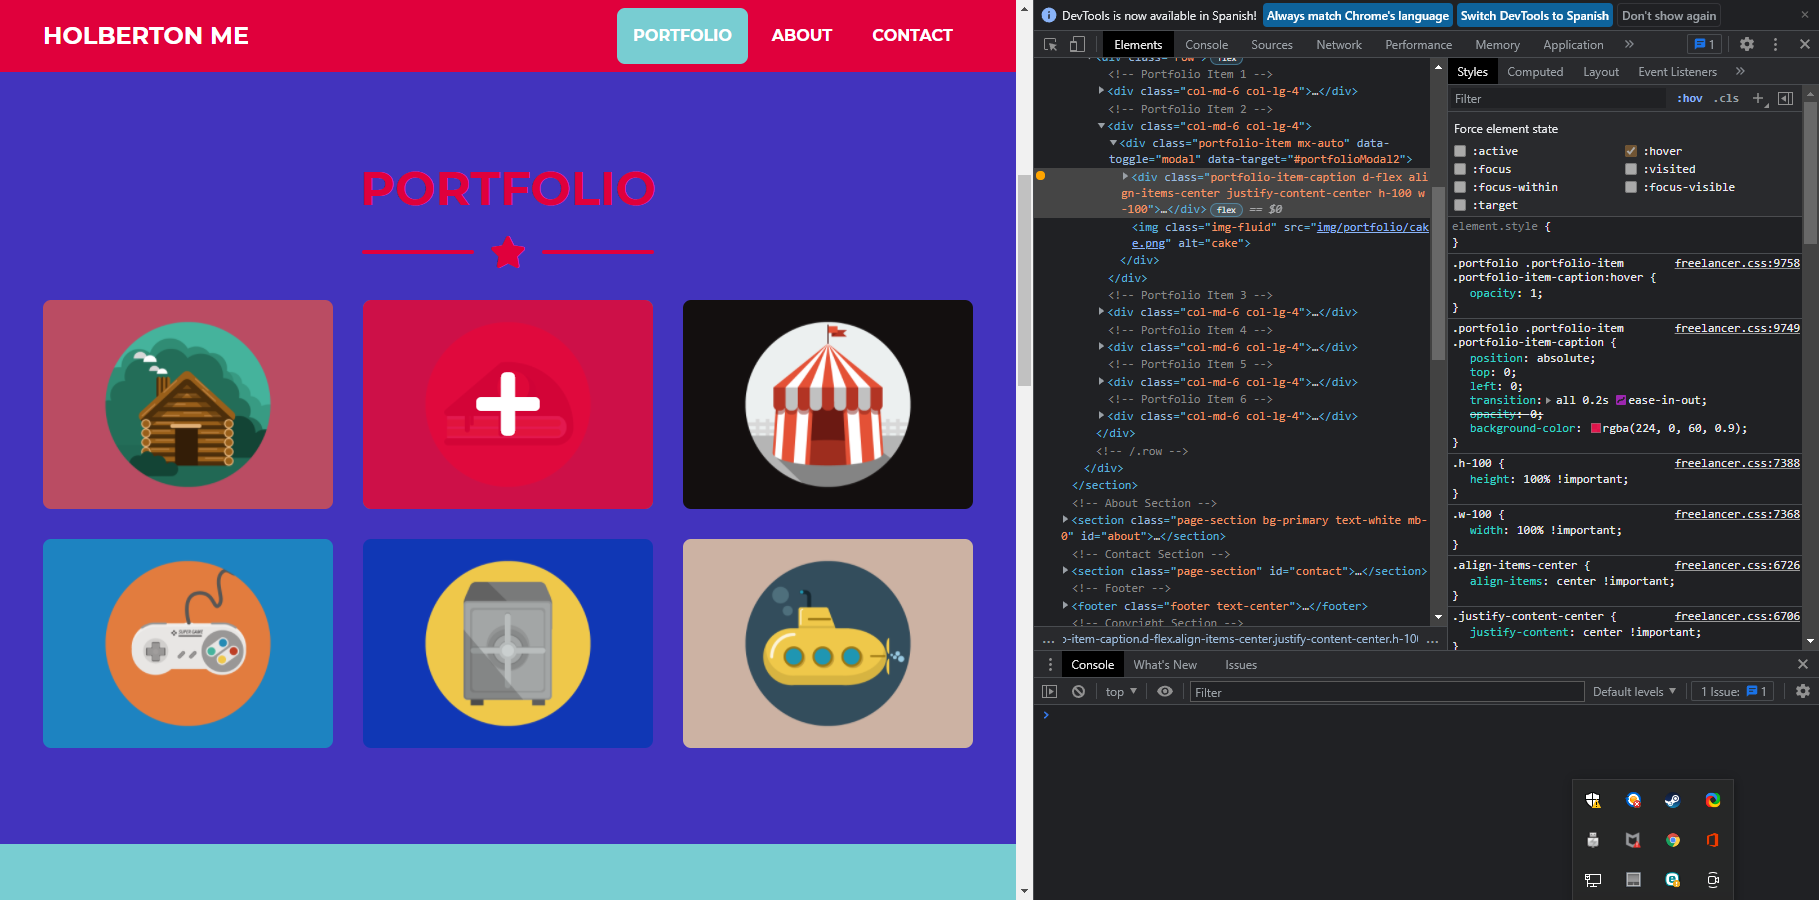 HOLBERTON ME
PORTFOLIO
ABOUT
CONTACT
PORTFOLIO
SUPER GAME
DevTools is now available in Spanish!
Always match Chrome's language
Switch DevTools to Spanish
Don't show again
Elements
Console
Sources
Network
Performance
Memory
Application
»
1
<div class="row"> flex
<!-- Portfolio Item 1 -->
<div class="col-md-6 col-lg-4">…</div>
<!-- Portfolio Item 2 -->
<div class="col-md-6 col-lg-4">
<div class="portfolio-item mx-auto" data-
toggle="modal" data-target="#portfolioModal2">
<div class="portfolio-item-caption d-flex ali
gn-items-center justify-content-center h-100 w
-100">…</div> flex == $0
<img class="img-fluid" src="img/portfolio/cak
e.png" alt="cake">
</div>
</div>
<!-- Portfolio Item 3 -->
<div class="col-md-6 col-lg-4">…</div>
<!-- Portfolio Item 4 -->
<div class="col-md-6 col-lg-4">…</div>
<!-- Portfolio Item 5 -->
<div class="col-md-6 col-lg-4">…</div>
<!-- Portfolio Item 6 -->
<div class="col-md-6 col-lg-4">…</div>
</div>
<!-- /.row -->
</div>
</section>
<!-- About Section -->
<section class="page-section bg-primary text-white mb-
0" id="about">…</section>
<!-- Contact Section -->
<section class="page-section" id="contact">…</section>
<!-- Footer -->
<footer class="footer text-center">…</footer>
<!-- Copyright Section -->
… o-item-caption.d-flex.align-items-center.justify-content-center.h-100 …
Styles
Computed
Layout
Event Listeners
»
Filter
:hov
.cls
Force element state
:active
:hover
:focus
:visited
:focus-within
:focus-visible
:target
element.style {
}
.portfolio .portfolio-item freelancer.css:9758
.portfolio-item-caption:hover {
opacity: 1;
}
.portfolio .portfolio-item freelancer.css:9749
.portfolio-item-caption {
position: absolute;
top: 0;
left: 0;
transition: all 0.2s ease-in-out;
opacity: 0;
background-color: rgba(224, 0, 60, 0.9);
}
.h-100 { freelancer.css:7388
height: 100% !important;
}
.w-100 { freelancer.css:7368
width: 100% !important;
}
.align-items-center { freelancer.css:6726
align-items: center !important;
}
.justify-content-center { freelancer.css:6706
justify-content: center !important;
}
Console
What's New
Issues
top
Filter
Default levels
1 Issue: 1